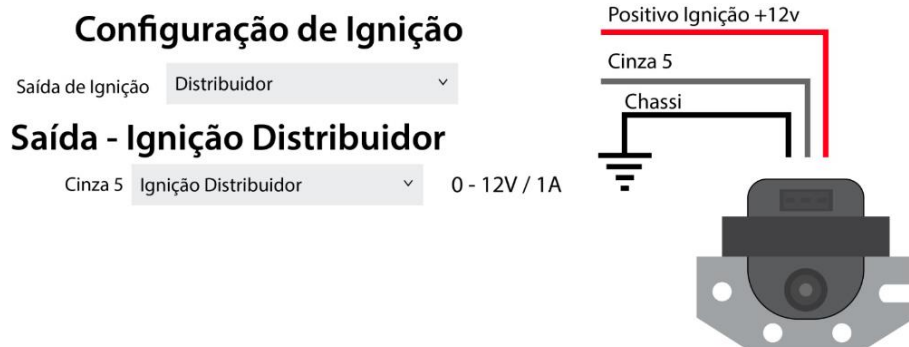 Configuração de Ignição
Saída de Ignição Distribuidor
Saída - Ignição Distribuidor
Cinza 5 Ignição Distribuidor 0 - 12V / 1A
Positivo Ignição +12v
Cinza 5
Chassi